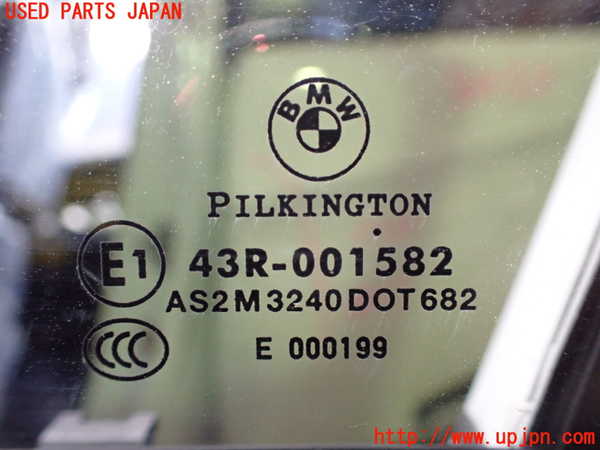 USED PARTS JAPAN
BMW
PILKINGTON
E1 43R-001582
AS2M3240DOT682
CCC E 000199
http://www.upjpn.com